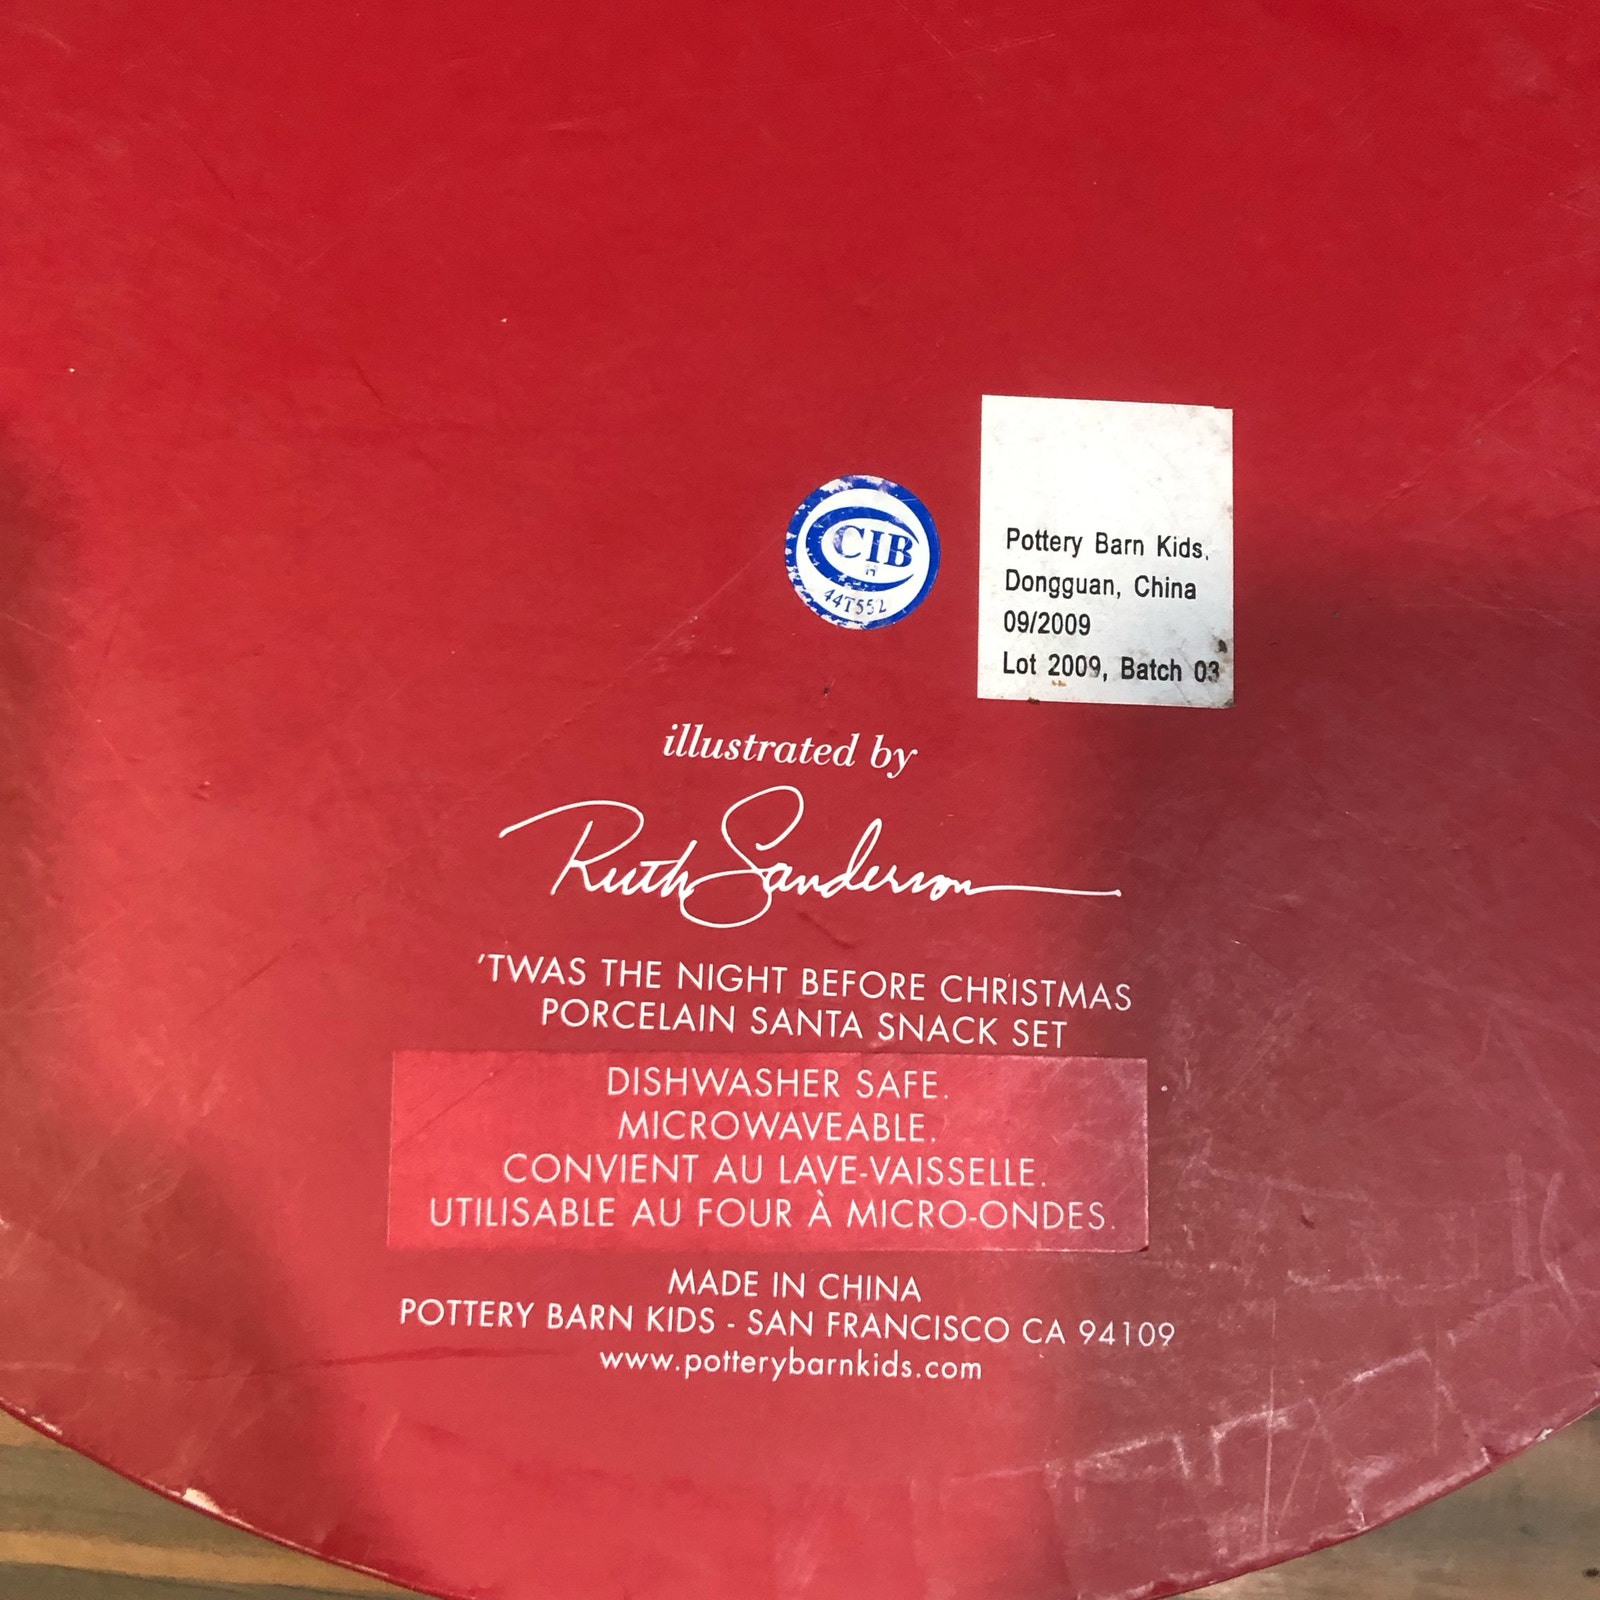 CIB
44T552
Pottery Barn Kids.
Dongguan, China
09/2009
Lot 2009, Batch 03
illustrated by
Ruth Sanderson
'TWAS THE NIGHT BEFORE CHRISTMAS
PORCELAIN SANTA SNACK SET
DISHWASHER SAFE.
MICROWAVEABLE.
CONVIENT AU LAVE-VAISSELLE.
UTILISABLE AU FOUR À MICRO-ONDES.
MADE IN CHINA
POTTERY BARN KIDS - SAN FRANCISCO CA 94109
www.potterybarnkids.com